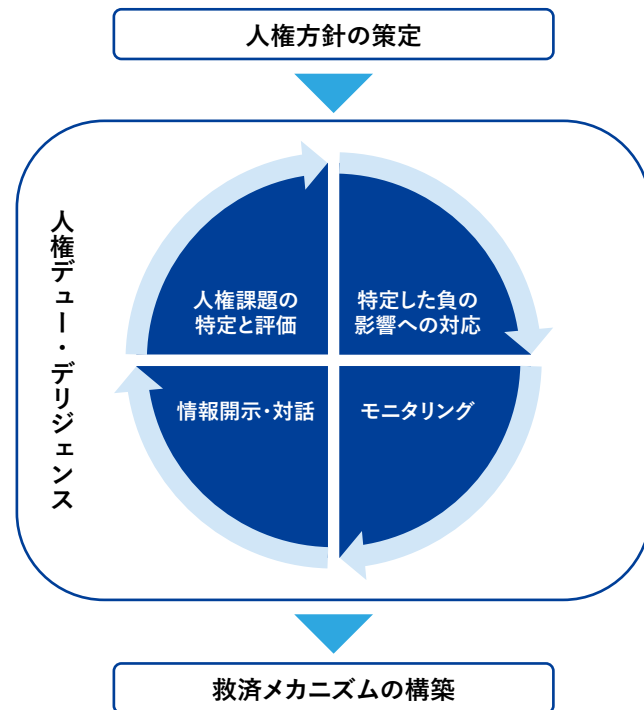 人権方針の策定
人権デュー・デリジェンス
人権課題の
特定と評価
特定した負の
影響への対応
情報開示・対話
モニタリング
救済メカニズムの構築